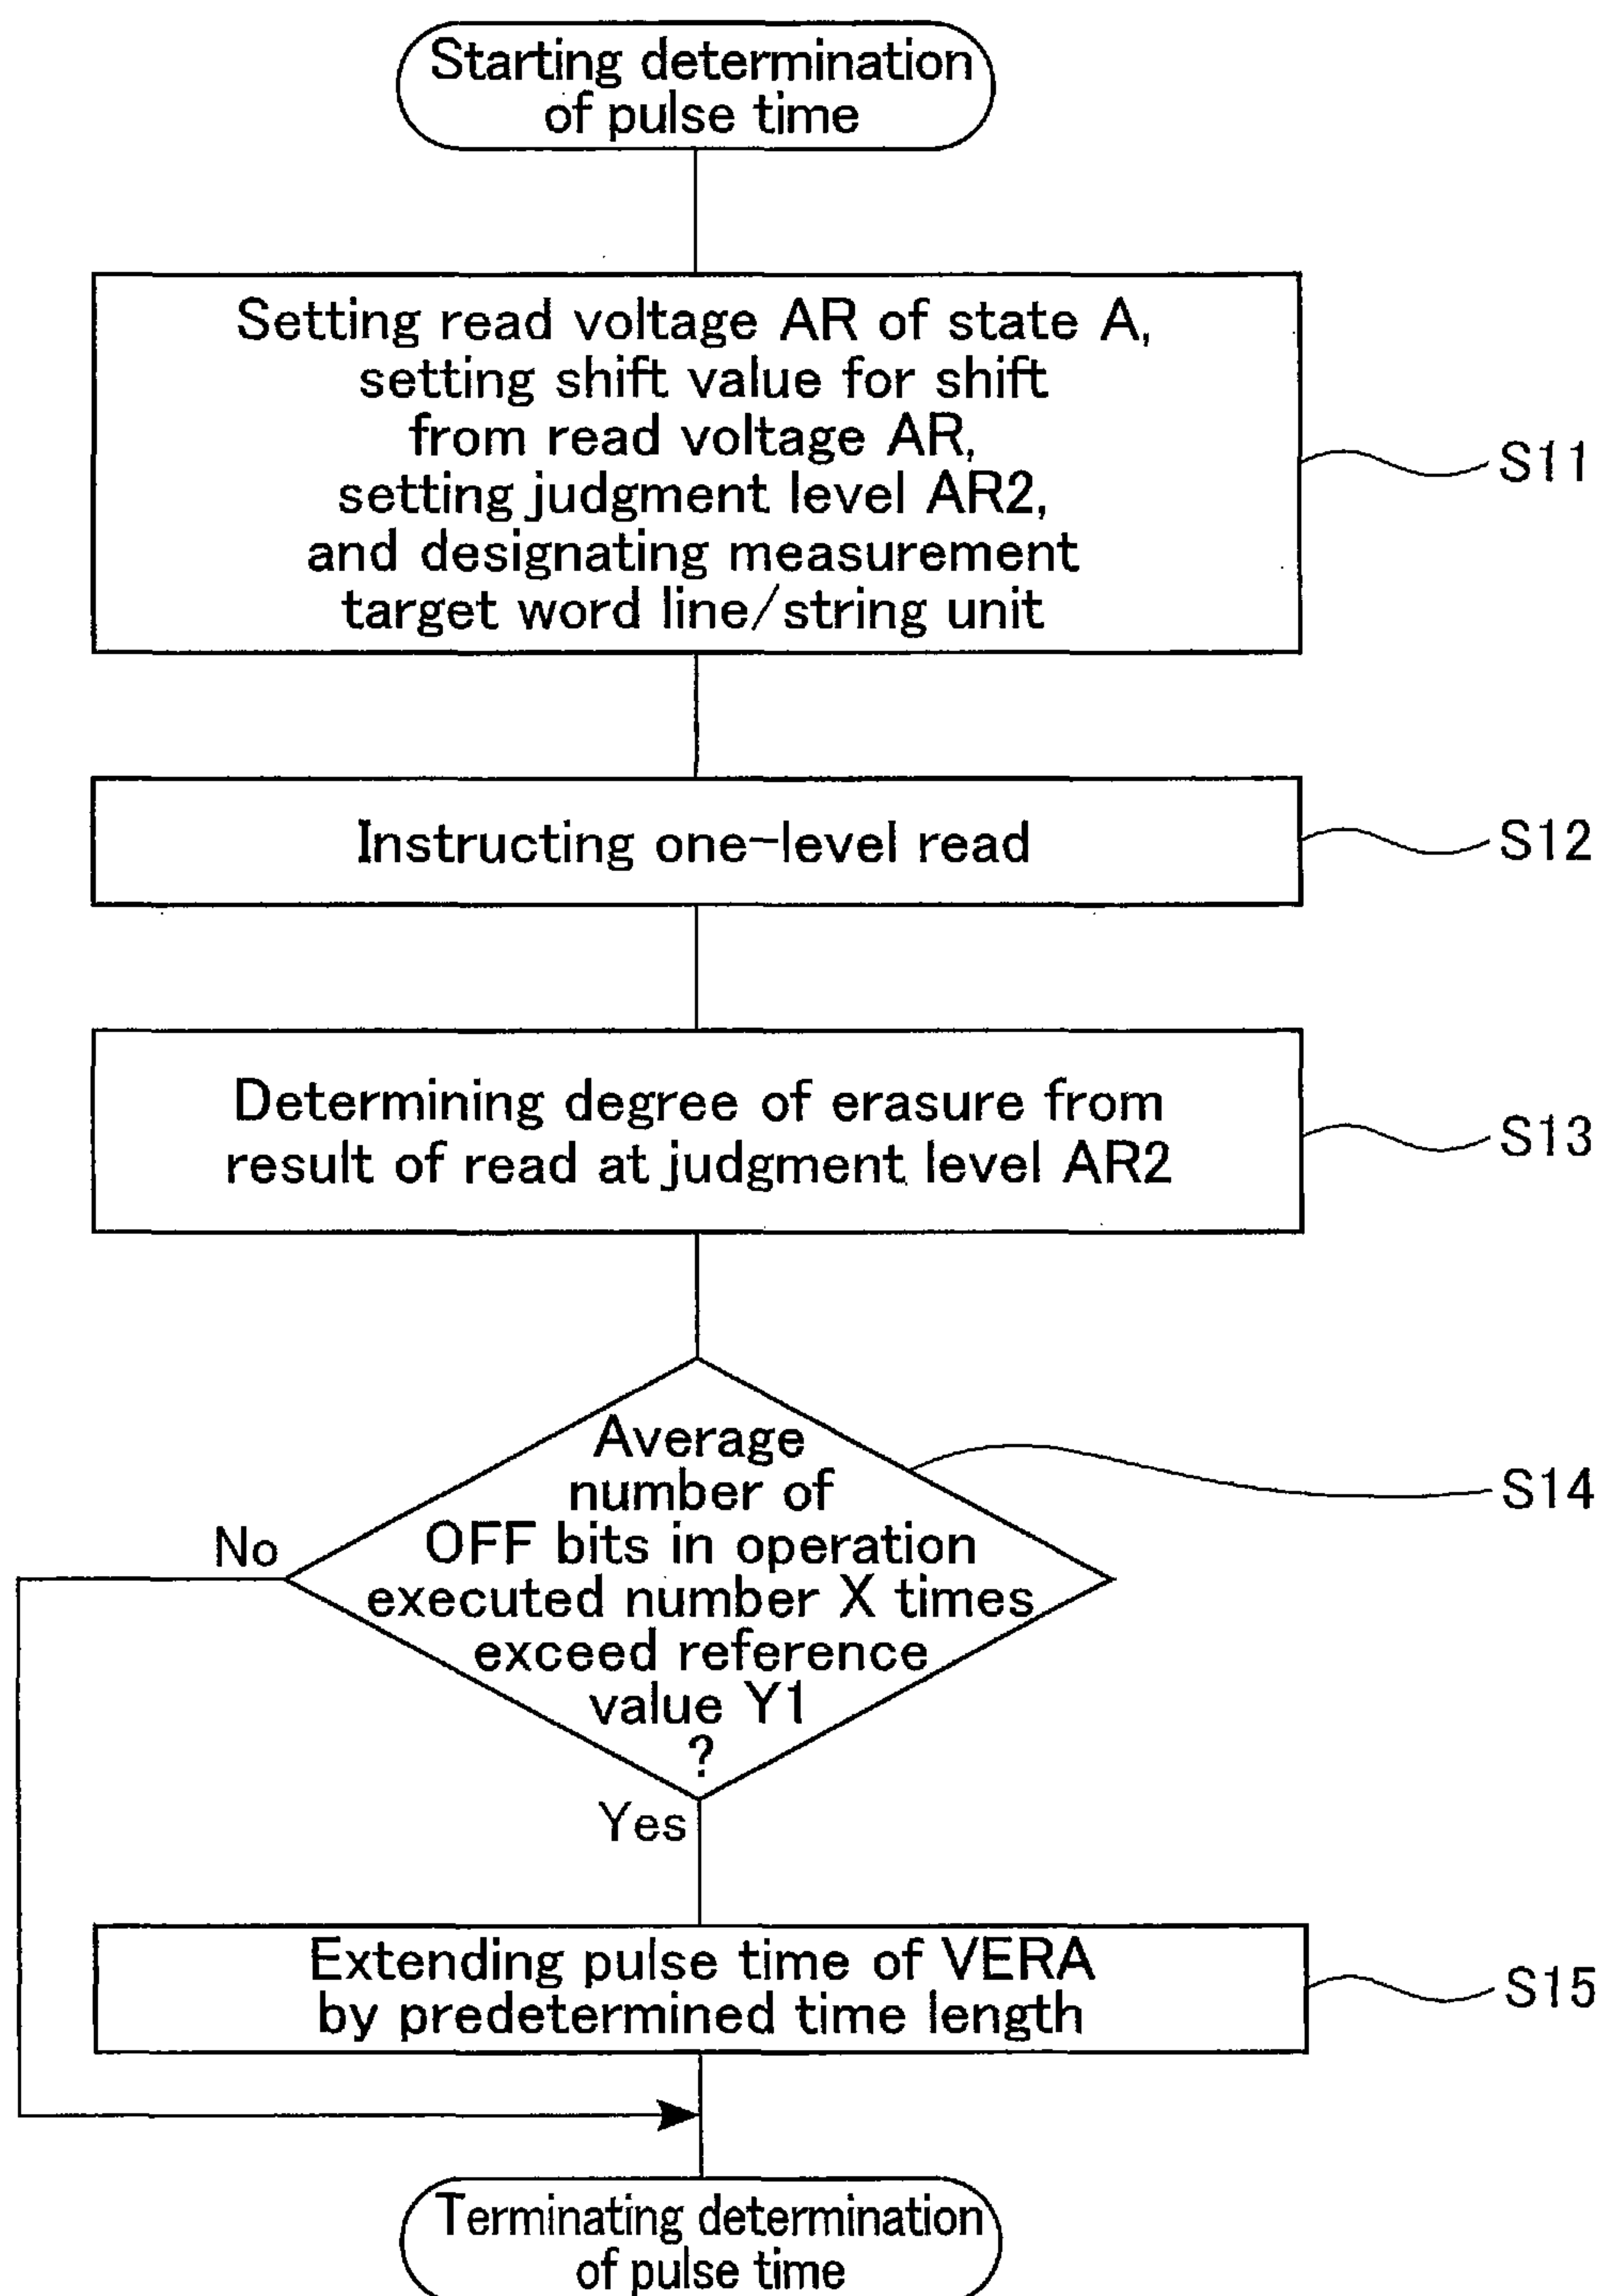 Starting determination
of pulse time
Setting read voltage AR of state A,
setting shift value for shift
from read voltage AR,
setting judgment level AR2,
and designating measurement
target word line/string unit
S11
Instructing one-level read
S12
Determining degree of erasure from
result of read at judgment level AR2
S13
Average
number of
OFF bits in operation
executed number X times
exceed reference
value Y1
?
S14
No
Yes
Extending pulse time of VERA
by predetermined time length
S15
Terminating determination
of pulse time